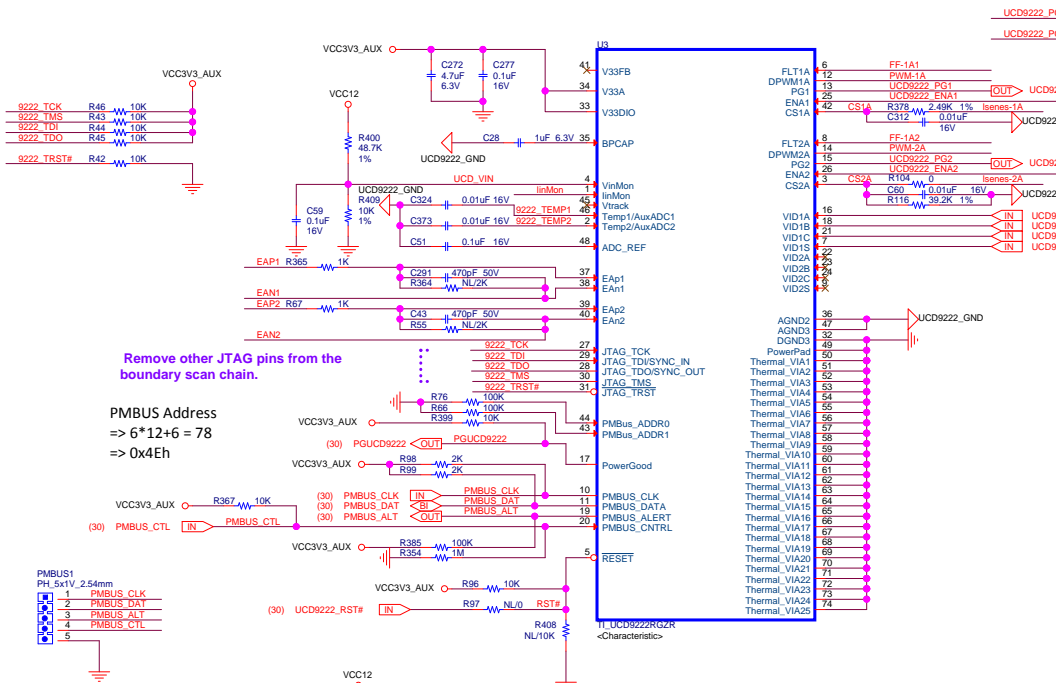 UCD9222_PG
UCD9222_PG
VCC3V3_AUX
9222_TCK R46 10K
9222_TMS R43 10K
9222_TDI R44 10K
9222_TDO R45 10K
9222_TRST# R42 10K
VCC3V3_AUX
C272
4.7uF
6.3V
C277
0.1uF
16V
VCC12
R400
48.7K
1%
UCD9222_GND
C28 1uF 6.3V
UCD_VIN
IinMon
UCD9222_GND
R409
10K
1%
C59
0.1uF
16V
C324 0.01uF 16V 9222_TEMP1
C373 0.01uF 16V 9222_TEMP2
C51 0.1uF 16V
EAP1 R365 1K
C291 470pF 50V
R364 NL/2K
EAN1
EAP2 R67 1K
C43 470pF 50V
R55 NL/2K
EAN2
Remove other JTAG pins from the
boundary scan chain.
9222_TCK
9222_TDI
9222_TDO
9222_TMS
9222_TRST#
PMBUS Address
=> 6*12+6 = 78
=> 0x4Eh
R76 100K
R66 100K
VCC3V3_AUX R399 10K
(30) PGUCD9222 OUT PGUCD9222
VCC3V3_AUX R98 2K
R99 2K
(30) PMBUS_CLK IN PMBUS_CLK
(30) PMBUS_DAT BI PMBUS_DAT
(30) PMBUS_ALT OUT PMBUS_ALT
VCC3V3_AUX R367 10K
(30) PMBUS_CTL IN PMBUS_CTL
VCC3V3_AUX R385 100K
R354 1M
VCC3V3_AUX R96 10K
(30) UCD9222_RST# IN R97 NL/0 RST#
R408
NL/10K
PMBUS1
PH_5x1V_2.54mm
1 PMBUS_CLK
2 PMBUS_DAT
3 PMBUS_ALT
4 PMBUS_CTL
5
VCC12
U3
41 V33FB
34 V33A
33 V33DIO
35 BPCAP
4 VinMon
1 IinMon
45 Vtrack
46 Temp1/AuxADC1
2 Temp2/AuxADC2
48 ADC_REF
37 EAp1
38 EAn1
39 EAp2
40 EAn2
27 JTAG_TCK
29 JTAG_TDI/SYNC_IN
28 JTAG_TDO/SYNC_OUT
30 JTAG_TMS
31 JTAG_TRST
44 PMBus_ADDR0
43 PMBus_ADDR1
17 PowerGood
10 PMBUS_CLK
11 PMBUS_DATA
19 PMBUS_ALERT
20 PMBUS_CNTRL
5 RESET
TI_UCD9222RGZR
<Characteristic>
FLT1A 6 FF-1A1
DPWM1A 12 PWM-1A
PG1 13 UCD9222_PG1 OUT UCD9
ENA1 25 UCD9222_ENA1
CS1A 42 CS1A R378 2.49K 1% Isenes-1A
C312 0.01uF
16V
UCD9222
FLT2A 8 FF-1A2
DPWM2A 14 PWM-2A
PG2 15 UCD9222_PG2 OUT UCD9
ENA2 26 UCD9222_ENA2
CS2A 3 CS2A R104 0 Isenes-2A
C60 0.01uF 16V UCD9222
R116 39.2K 1%
VID1A 16 IN UCD9
VID1B 18 IN UCD9
VID1C 21 IN UCD9
VID1S 7 IN UCD9
VID2A 22
VID2B 23
VID2C 24
VID2S 9
AGND2 36 UCD9222_GND
AGND3 47
DGND3 32
PowerPad 49
Thermal_VIA1 50
Thermal_VIA2 51
Thermal_VIA3 52
Thermal_VIA4 53
Thermal_VIA5 54
Thermal_VIA6 55
Thermal_VIA7 56
Thermal_VIA8 57
Thermal_VIA9 58
Thermal_VIA10 59
Thermal_VIA11 60
Thermal_VIA12 61
Thermal_VIA13 62
Thermal_VIA14 63
Thermal_VIA15 64
Thermal_VIA16 65
Thermal_VIA17 66
Thermal_VIA18 67
Thermal_VIA19 68
Thermal_VIA20 69
Thermal_VIA21 70
Thermal_VIA22 71
Thermal_VIA23 72
Thermal_VIA24 73
Thermal_VIA25 74